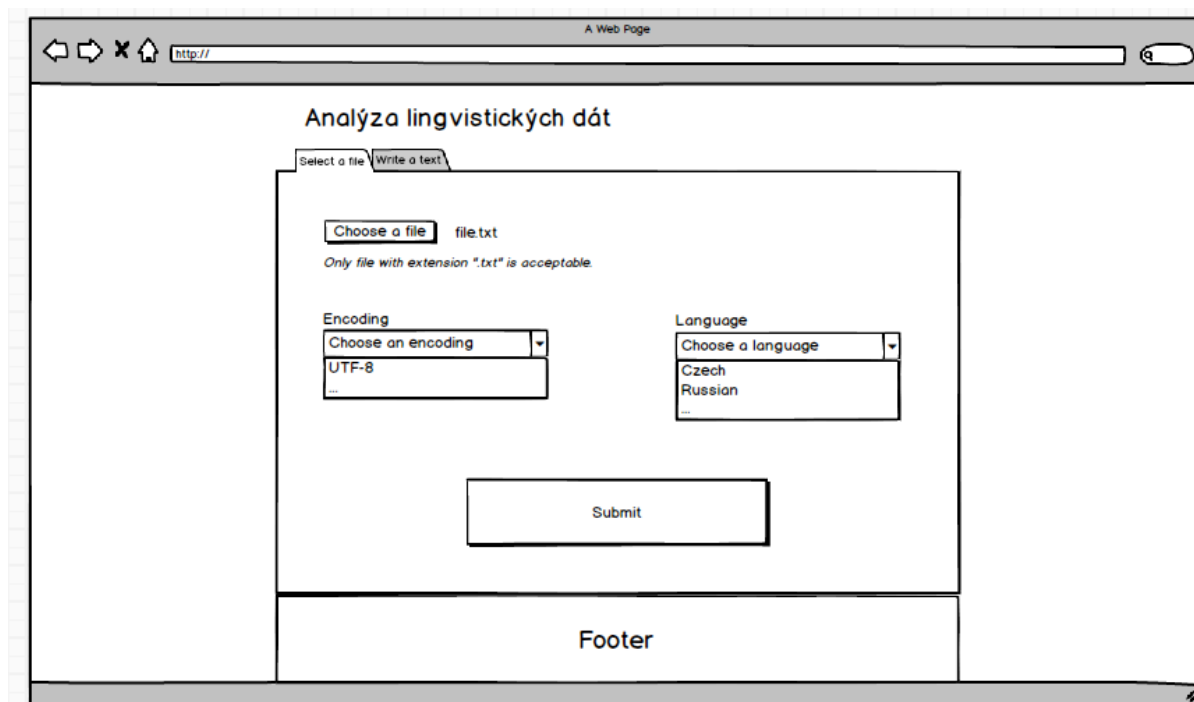 A Web Page
http://
Analýza lingvistických dát
Select a file Write a text
Choose a file file.txt
Only file with extension ".txt" is acceptable.
Encoding
Choose an encoding
UTF-8
...
Language
Choose a language
Czech
Russian
...
Submit
Footer